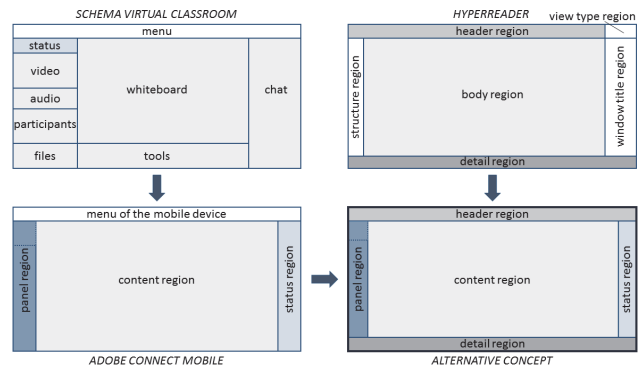 SCHEMA VIRTUAL CLASSROOM
menu
status
video
audio
participants
files
whiteboard
tools
chat
HYPERREADER
view type region
header region
structure region
body region
window title region
detail region
menu of the mobile device
panel region
content region
status region
ADOBE CONNECT MOBILE
header region
panel region
content region
status region
detail region
ALTERNATIVE CONCEPT